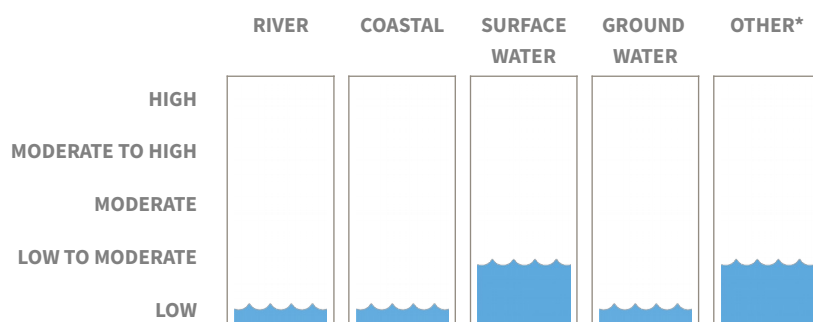 RIVER COASTAL SURFACE WATER GROUND WATER OTHER*
HIGH
MODERATE TO HIGH
MODERATE
LOW TO MODERATE
LOW